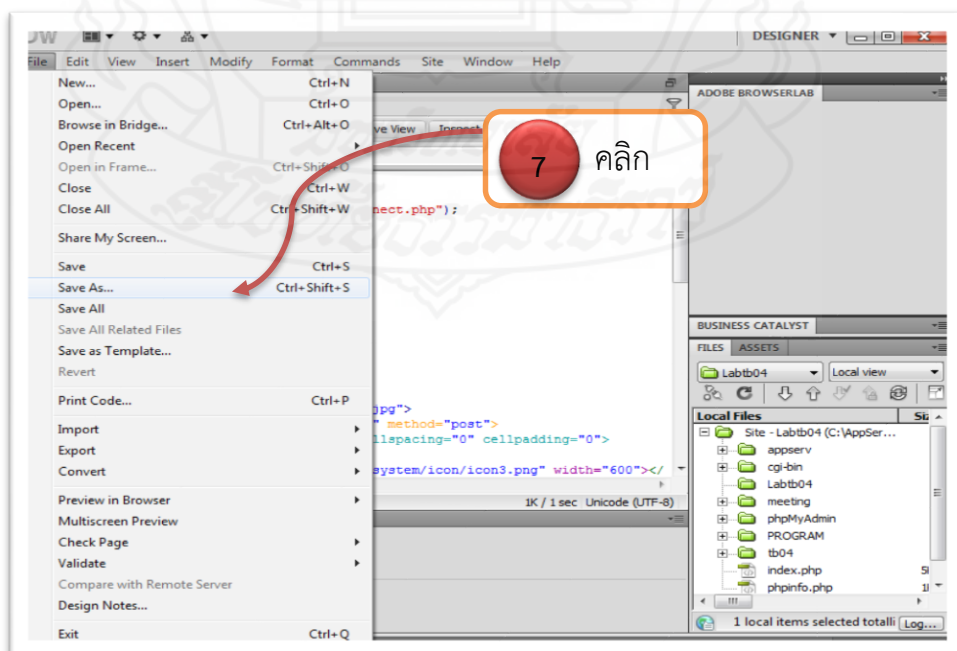 DW DESIGNER
File Edit View Insert Modify Format Commands Site Window Help
New... Ctrl+N
Open... Ctrl+O
Browse in Bridge... Ctrl+Alt+O
Open Recent
Open in Frame... Ctrl+Shift+O
Close Ctrl+W
Close All Ctrl+Shift+W
Share My Screen...
Save Ctrl+S
Save As... Ctrl+Shift+S
Save All
Save All Related Files
Save as Template...
Revert
Print Code... Ctrl+P
Import
Export
Convert
Preview in Browser
Multiscreen Preview
Check Page
Validate
Compare with Remote Server
Design Notes...
Exit Ctrl+Q
ve View Inspect
7 คลิก
nect.php");
jpg">
" method="post">
llspacing="0" cellpadding="0">
system/icon/icon3.png" width="600"></
1K / 1 sec Unicode (UTF-8)
ADOBE BROWSERLAB
BUSINESS CATALYST
FILES ASSETS
Labtb04 Local view
Local Files Siz
Site - Labtb04 (C:\AppSer...
appserv
cgi-bin
Labtb04
meeting
phpMyAdmin
PROGRAM
tb04
index.php
phpinfo.php
1 local items selected totalli Log...